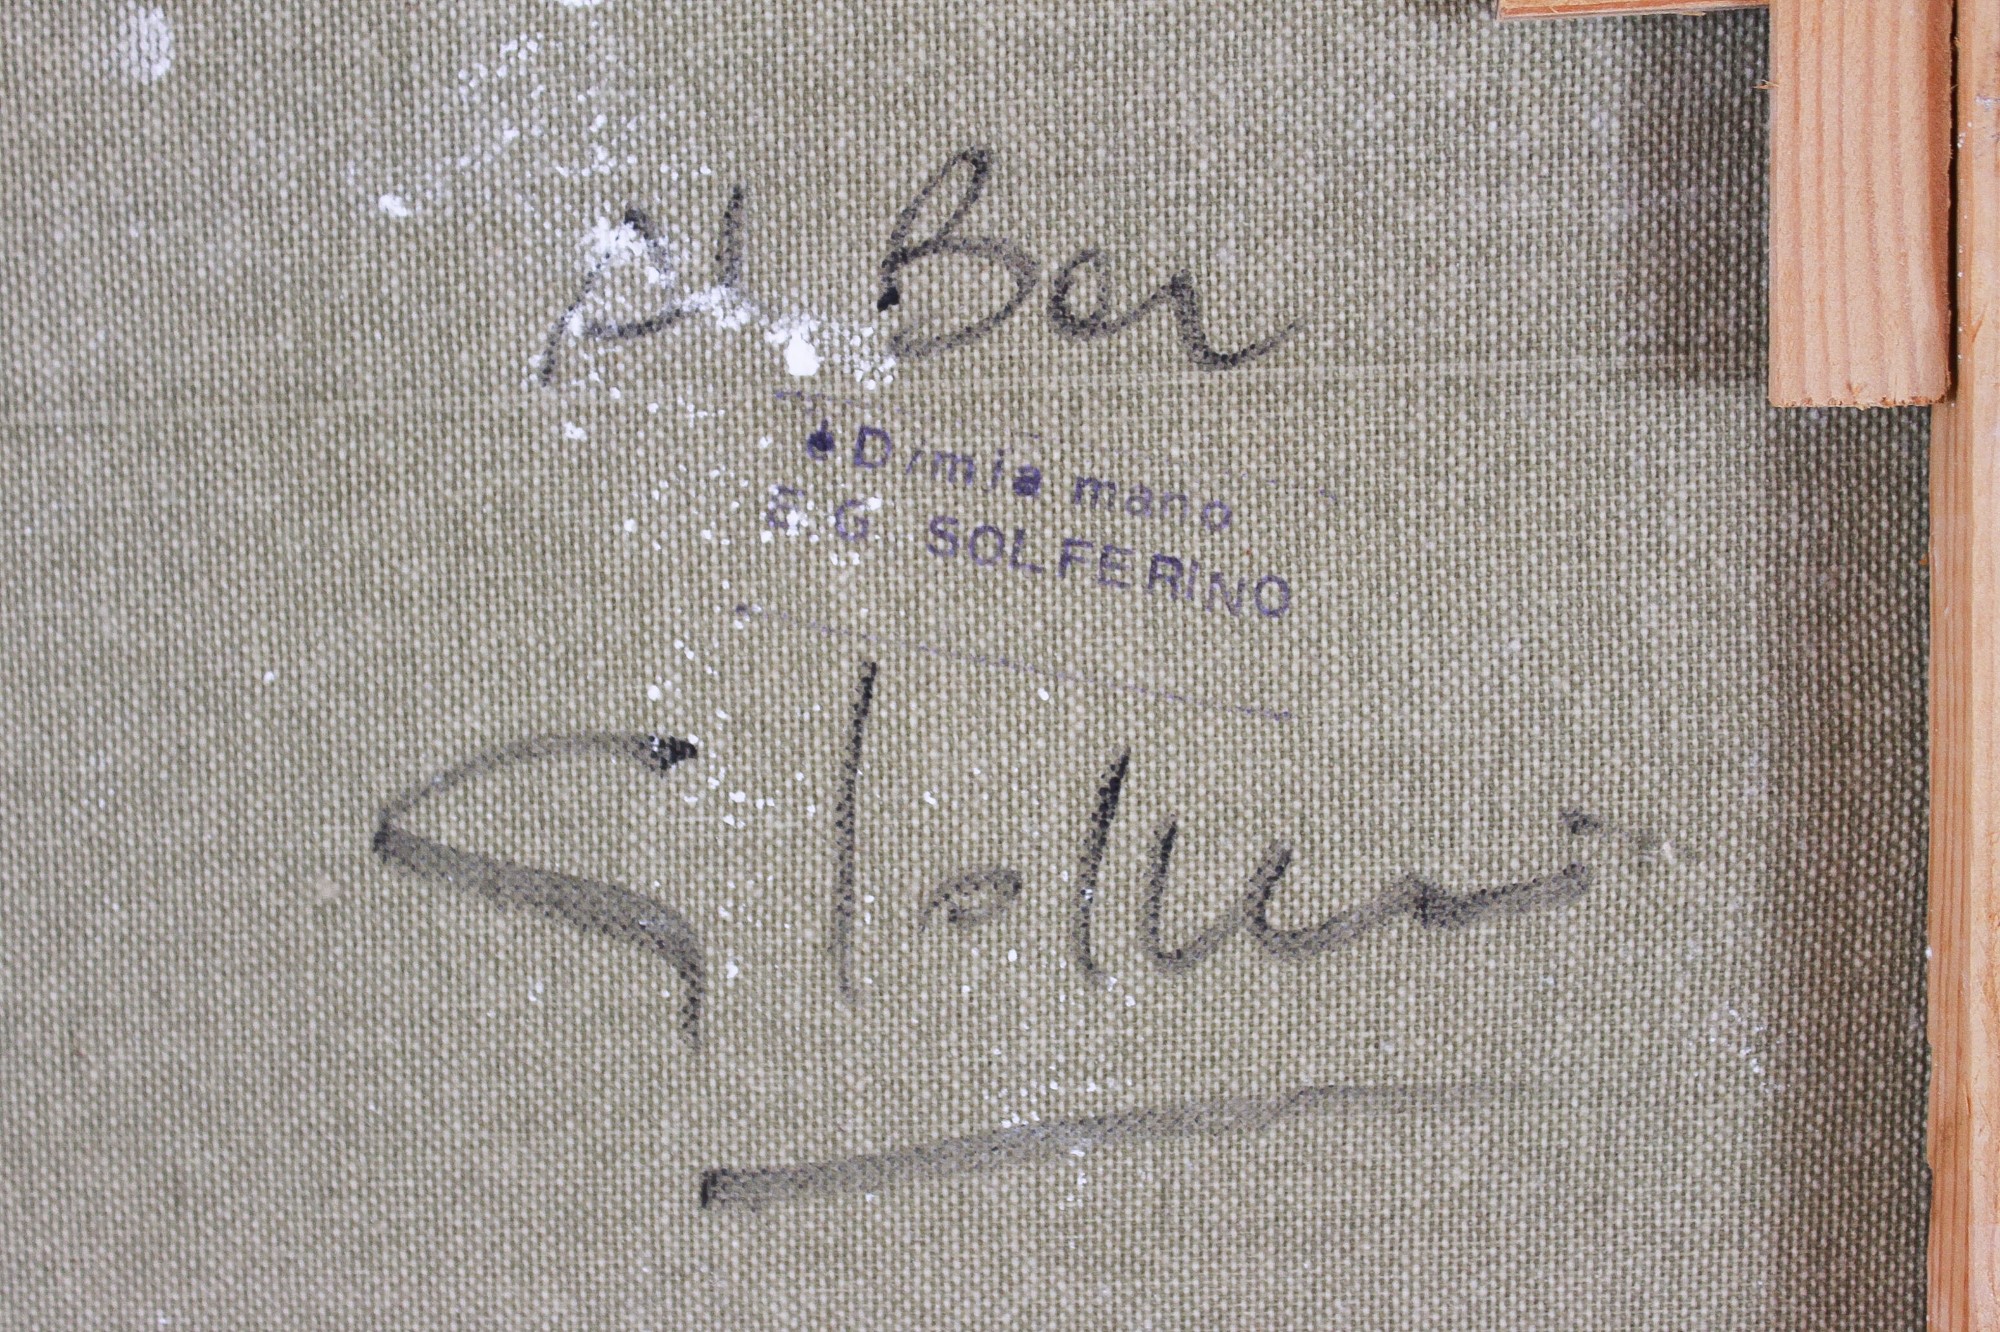 al Bar
è Di mia mano
E. G. SOLFERINO